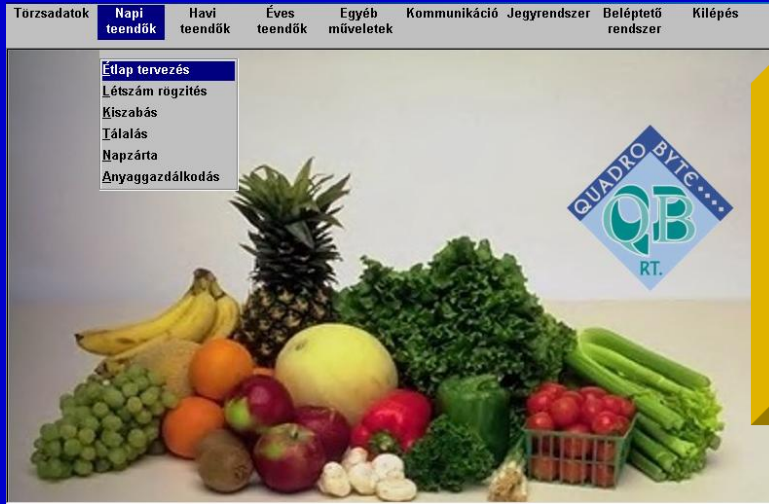 Törzsadatok
Napi
teendők
Havi
teendők
Éves
teendők
Egyéb
műveletek
Kommunikáció
Jegyrendszer
Beléptető
rendszer
Kilépés
Étlap tervezés
Létszám rögzítés
Kiszabás
Tálalás
Napzárta
Anyaggazdálkodás
QUADRO BYTE....
QB
RT.